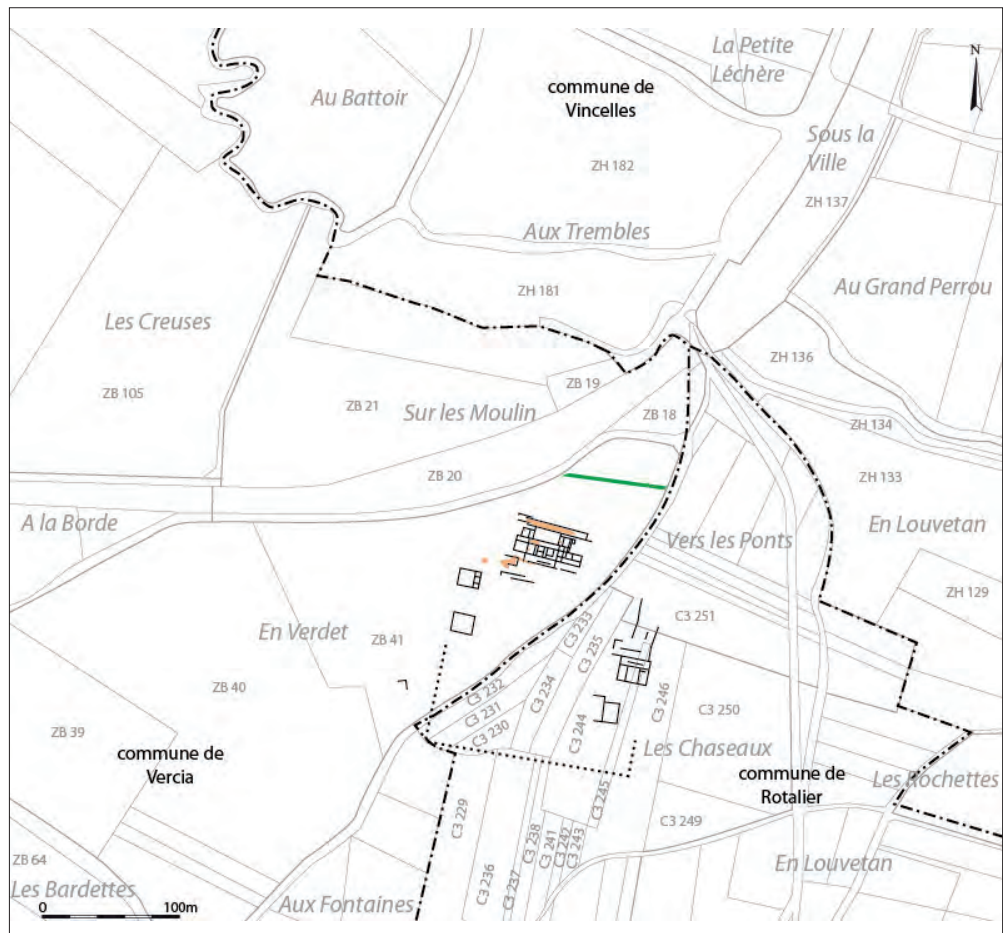 La Petite
Léchère
N
Au Battoir
commune de
Vincelles
Sous la
Ville
ZH 182
ZH 137
Aux Trembles
ZH 181
Au Grand Perrou
Les Creuses
ZH 136
ZB 19
ZB 105
ZB 21
Sur les Moulin
ZB 18
ZH 134
ZB 20
ZH 133
A la Borde
Vers les Ponts
En Louvetan
ZH 129
C3 251
En Verdet
ZB 41
C3 233
C3 235
C3 232
C3 231
C3 230
C3 234
C3 244
C3 246
ZB 40
C3 250
ZB 39
Les Chaseaux
commune de
Vercia
commune de
Rotalier
Les Rochettes
C3 229
C3 245
C3 249
C3 238
C3 241
C3 242
C3 243
ZB 64
C3 236
C3 237
En Louvetan
Les Bardettes
Aux Fontaines
0
100m